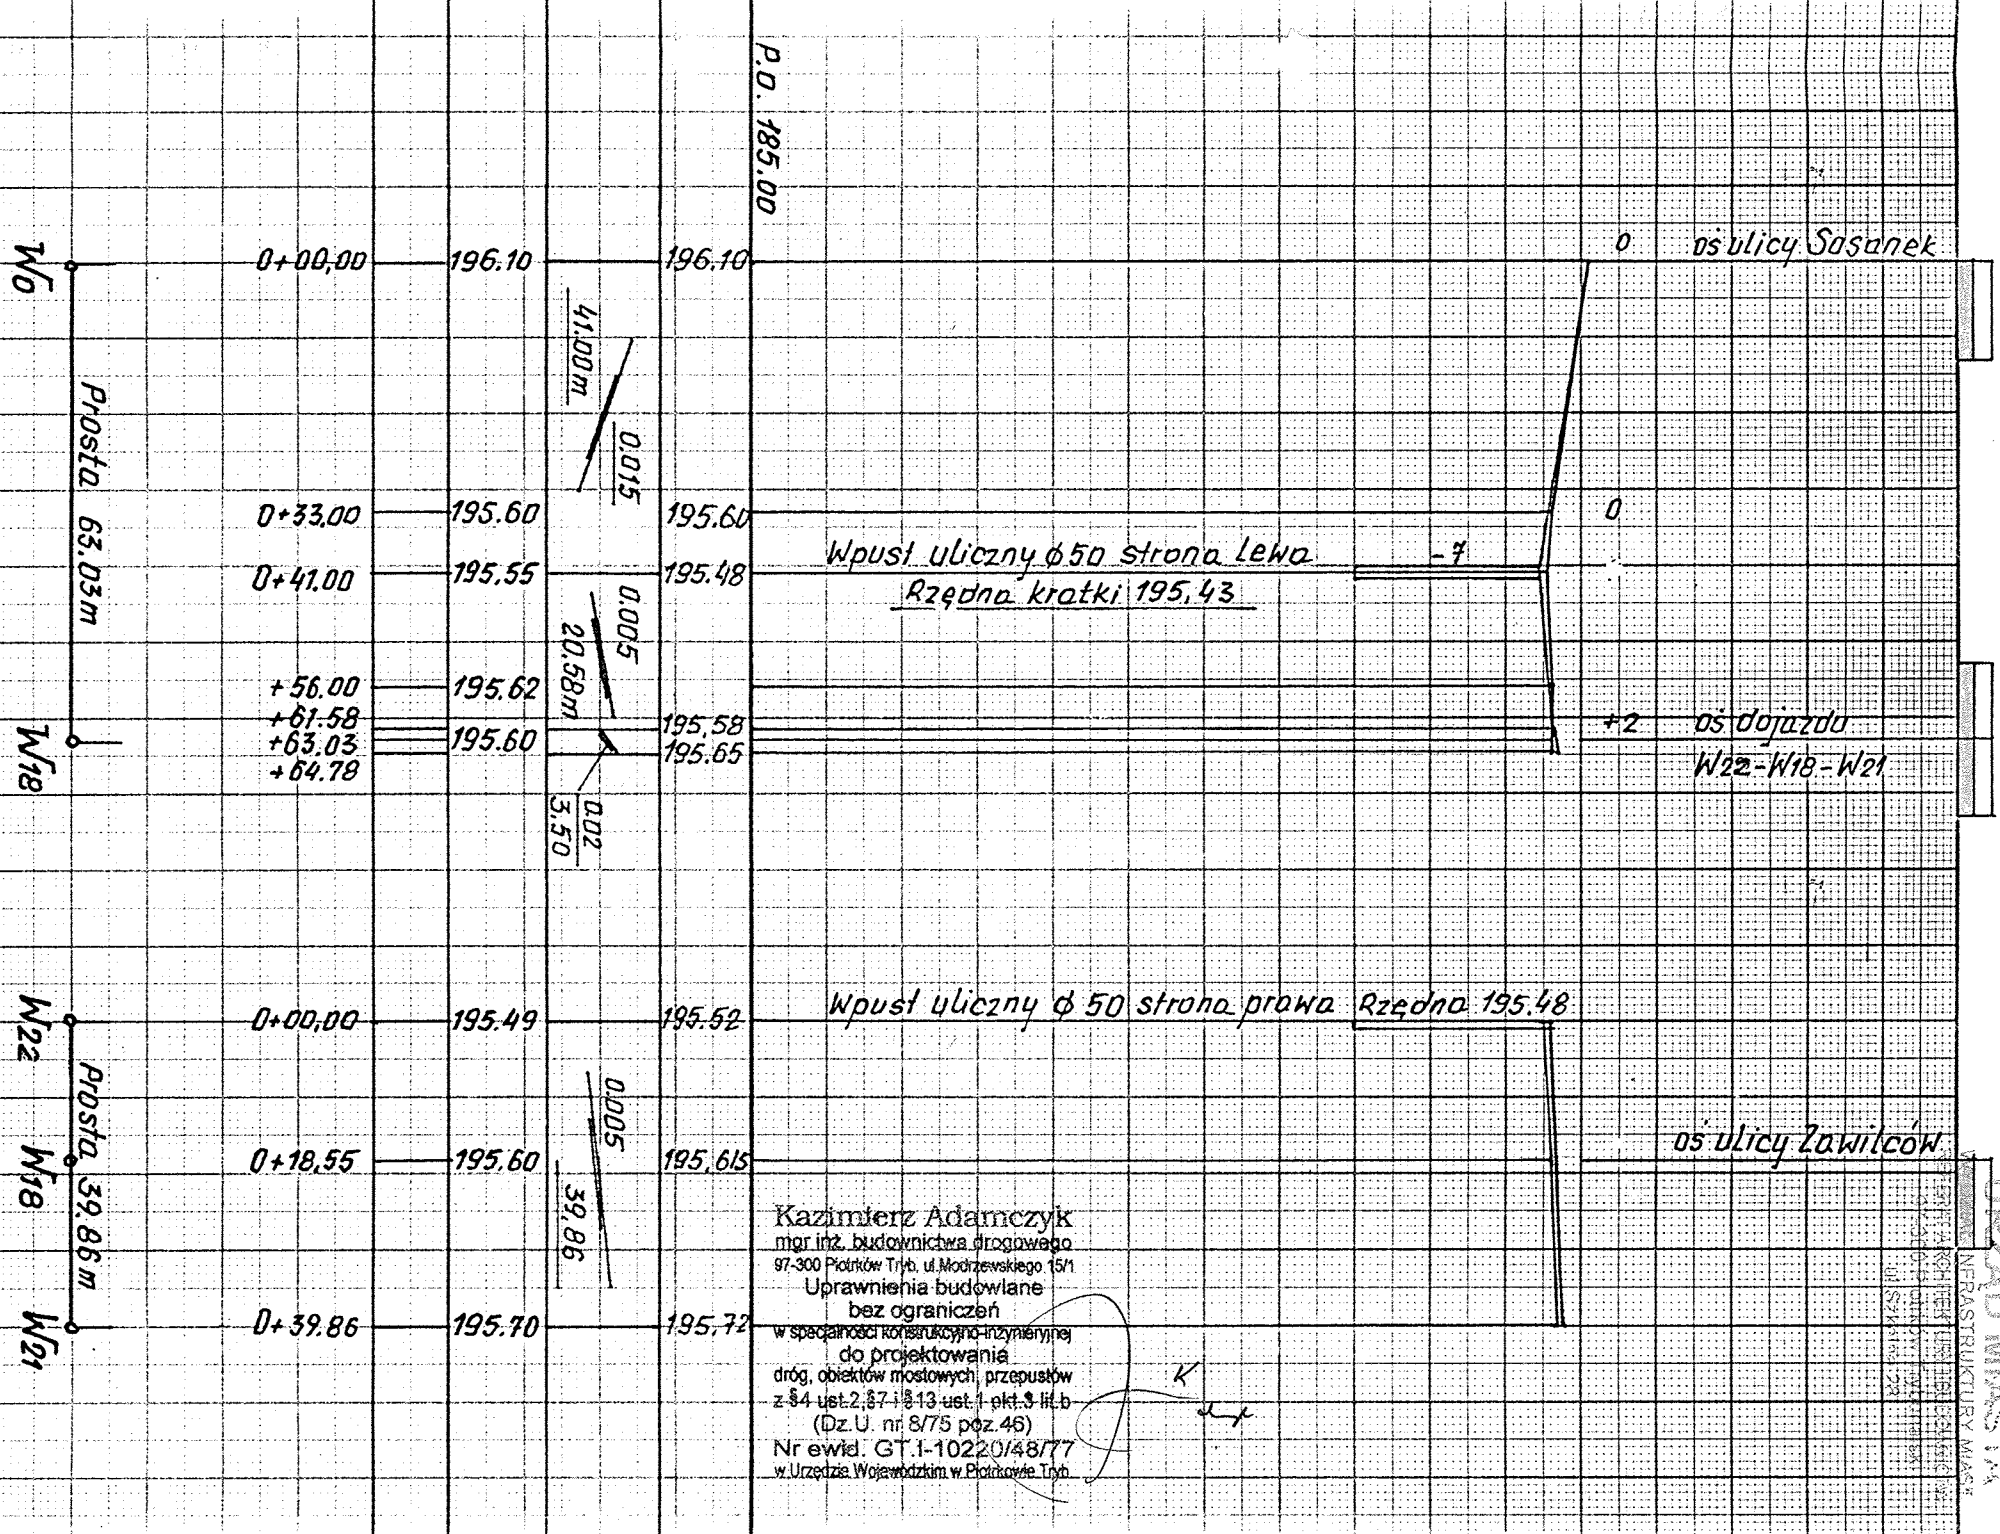 P.O. 185.00
W0
0+00,00 196.10 196.10 0 oś ulicy Sasanek
41.00m
0.015
Prosta 63.03m
0+33,00 195.60 195.60 0
Wpust uliczny ϕ50 strona lewa -7
0+41.00 195.55 195.48
Rzędna kratki 195,43
0.005
20.58m
+56.00 195.62
+61.58 195,58 +2 oś dojazdu
+63.03 195.60
+64.78 195.65 W22-W18-W21
W18
0.02
3,50
Wpust uliczny ϕ 50 strona prawa Rzędna 195.48
W22
0+00,00 195.49 195.52
Prosta 39.86m
0.005
39,86
oś ulicy Zawilców
W18
0+18,55 195.60 195,615
W21
0+39.86 195.70 195,72
Kazimierz Adamczyk
mgr inż. budownictwa drogowego
97-300 Piotrków Tryb. ul.Modrzewskiego 15/1
Uprawnienia budowlane
bez ograniczeń
w specjalności konstrukcyjno-inżynieryjnej
do projektowania
dróg, obiektów mostowych, przepustów
z §4 ust.2,§7 i §13 ust.1 pkt.3 lit.b
(Dz.U. nr 8/75 poz.46)
Nr ewid. GT.I-10220/48/77
w Urzędzie Wojewódzkim w Piotrkowie Tryb.
URZĄD MIASTA
INFRASTRUKTURY MIASTA